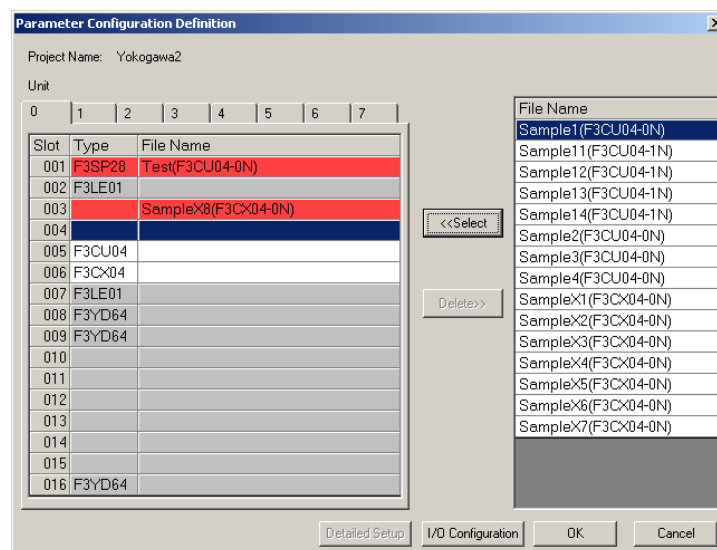 Parameter Configuration Definition
Project Name: Yokogawa2
Unit
0 1 2 3 4 5 6 7
Slot Type File Name
001 F3SP28 Test(F3CU04-0N)
002 F3LE01
003 SampleX8(F3CX04-0N)
004
005 F3CU04
006 F3CX04
007 F3LE01
008 F3YD64
009 F3YD64
010
011
012
013
014
015
016 F3YD64
<<Select
Delete>>
File Name
Sample1(F3CU04-0N)
Sample11(F3CU04-1N)
Sample12(F3CU04-1N)
Sample13(F3CU04-1N)
Sample14(F3CU04-1N)
Sample2(F3CU04-0N)
Sample3(F3CU04-0N)
Sample4(F3CU04-0N)
SampleX1(F3CX04-0N)
SampleX2(F3CX04-0N)
SampleX3(F3CX04-0N)
SampleX4(F3CX04-0N)
SampleX5(F3CX04-0N)
SampleX6(F3CX04-0N)
SampleX7(F3CX04-0N)
Detailed Setup I/O Configuration OK Cancel